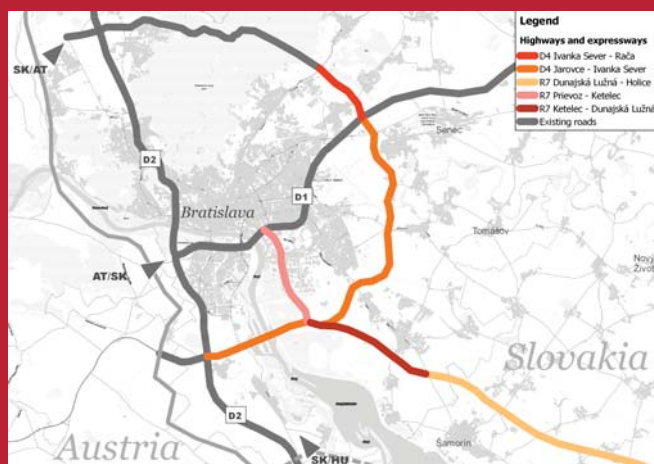 Legend
Highways and expressways
D4 Ivanka Sever - Rača
D4 Jarovce - Ivanka Sever
R7 Dunajská Lužná - Holice
R7 Prievoz - Ketelec
R7 Ketelec - Dunajská Lužná
Existing roads
SK/AT
Senec
D2
D1
Bratislava
Tomášov
AT/SK
Nový
Život
Slovakia
D2
Šamorín
Austria
SK/HU